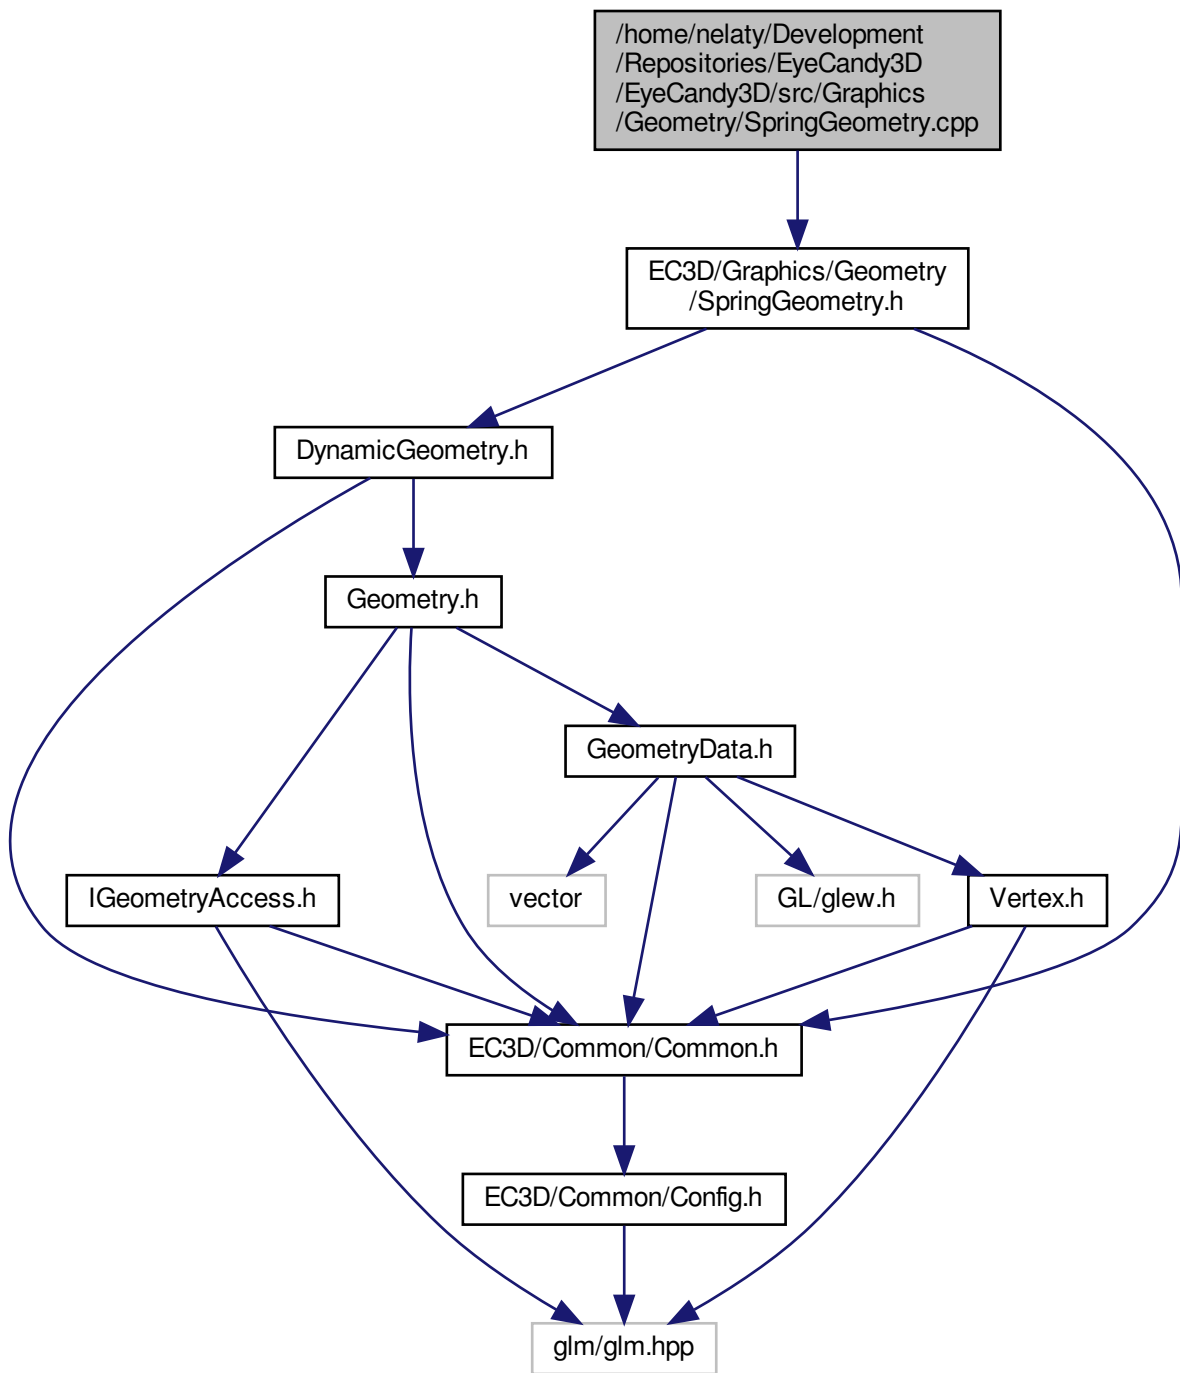 /home/nelaty/Development
/Repositories/EyeCandy3D
/EyeCandy3D/src/Graphics
/Geometry/SpringGeometry.cpp
EC3D/Graphics/Geometry
/SpringGeometry.h
DynamicGeometry.h
Geometry.h
GeometryData.h
IGeometryAccess.h
vector
GL/glew.h
Vertex.h
EC3D/Common/Common.h
EC3D/Common/Config.h
glm/glm.hpp